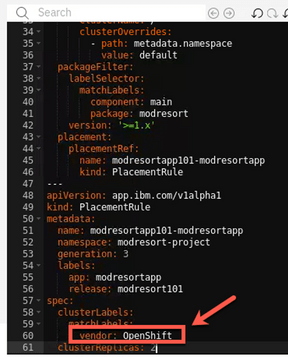 Search
34 clusterOverrides:
35 - path: metadata.namespace
36 value: default
37 packageFilter:
38 labelSelector:
39 matchLabels:
40 component: main
41 package: modresort
42 version: '>=1.x'
43 placement:
44 placementRef:
45 name: modresortapp101-modresortapp
46 kind: PlacementRule
47 ---
48 apiVersion: app.ibm.com/v1alpha1
49 kind: PlacementRule
50 metadata:
51 name: modresortapp101-modresortapp
52 namespace: modresort-project
53 generation: 3
54 labels:
55 app: modresortapp
56 release: modresort101
57 spec:
58 clusterLabels:
59 matchLabels:
60 vendor: OpenShift
61 clusterReplicas: 2